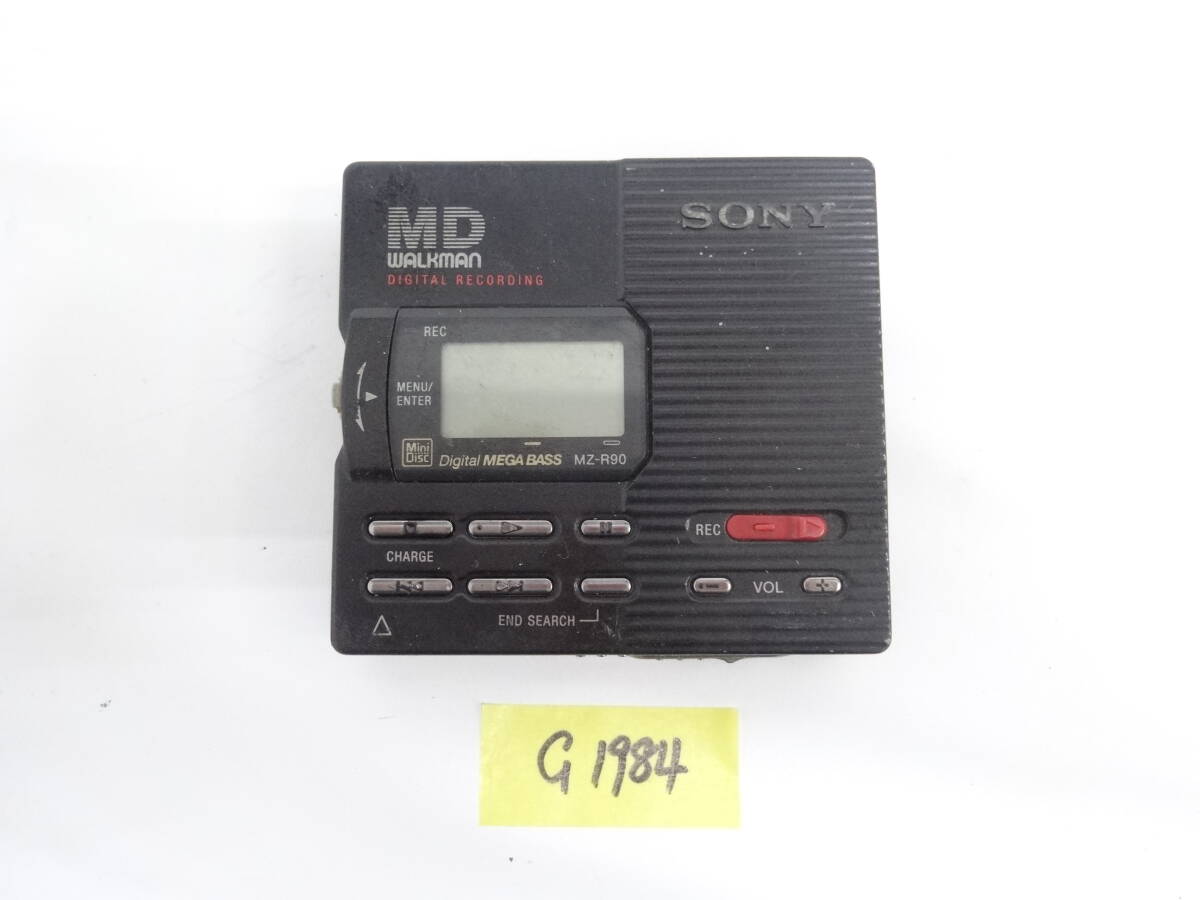 MD
WALKMAN
DIGITAL RECORDING
SONY
REC
MENU/
ENTER
Mini
Disc
Digital MEGA BASS MZ-R90
CHARGE
REC
VOL
END SEARCH
G 1984